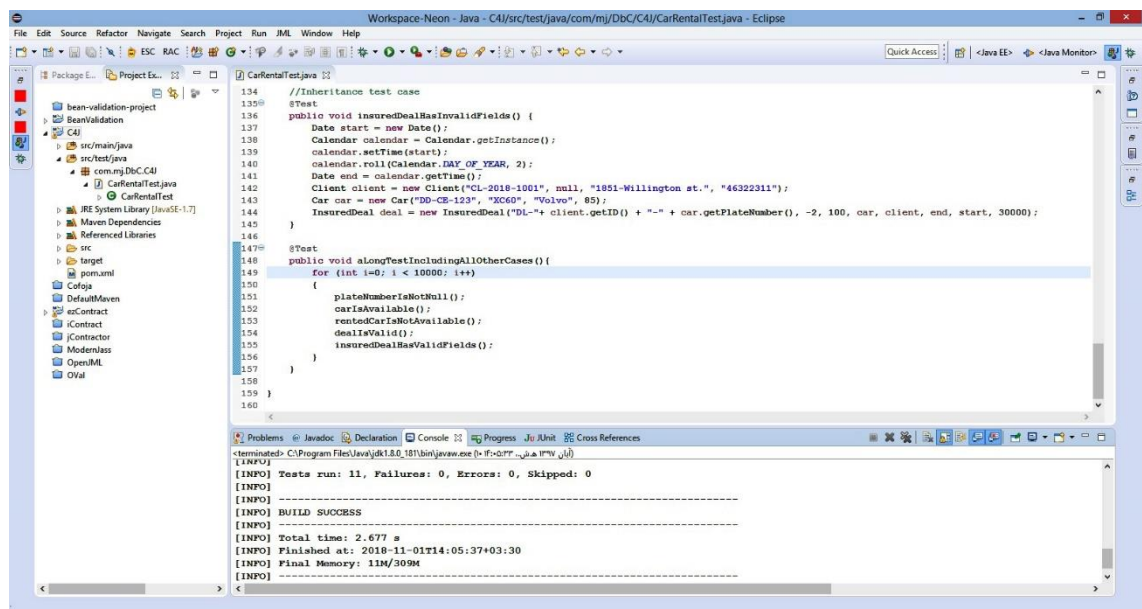 Workspace-Neon - Java - C4J/src/test/java/com/mj/DbC/C4J/CarRentalTest.java - Eclipse
File Edit Source Refactor Navigate Search Project Run JML Window Help
ESC RAC
Quick Access
<Java EE> <Java Monitor>
Package E... Project Ex...
bean-validation-project
BeanValidation
C4J
src/main/java
src/test/java
com.mj.DbC.C4J
CarRentalTest.java
CarRentalTest
JRE System Library [JavaSE-1.7]
Maven Dependencies
Referenced Libraries
src
target
pom.xml
Cofoja
DefaultMaven
ezContract
iContract
jContractor
ModernJass
OpenJML
OVal
CarRentalTest.java
134 //Inheritance test case
135 @Test
136 public void insuredDealHasInvalidFields() {
137 Date start = new Date();
138 Calendar calendar = Calendar.getInstance();
139 calendar.setTime(start);
140 calendar.roll(Calendar.DAY_OF_YEAR, 2);
141 Date end = calendar.getTime();
142 Client client = new Client("CL-2018-1001", null, "1851-Willington st.", "46322311");
143 Car car = new Car("DD-CE-123", "XC60", "Volvo", 85);
144 InsuredDeal deal = new InsuredDeal("DL-"+ client.getID() + "-" + car.getPlateNumber(), -2, 100, car, client, end, start, 30000);
145 }
146
147 @Test
148 public void aLongTestIncludingAllOtherCases(){
149 for (int i=0; i < 10000; i++)
150 {
151 plateNumberIsNotNull();
152 carIsAvailable();
153 rentedCarIsNotAvailable();
154 dealIsValid();
155 insuredDealHasValidFields();
156 }
157 }
158
159 }
160
Problems Javadoc Declaration Console Progress JUnit Cross References
<terminated> C:\Program Files\Java\jdk1.8.0_181\bin\javaw.exe
[INFO]
[INFO] Tests run: 11, Failures: 0, Errors: 0, Skipped: 0
[INFO]
[INFO] ------------------------------------------------------------------------
[INFO] BUILD SUCCESS
[INFO] ------------------------------------------------------------------------
[INFO] Total time: 2.677 s
[INFO] Finished at: 2018-11-01T14:05:37+03:30
[INFO] Final Memory: 11M/309M
[INFO] ------------------------------------------------------------------------